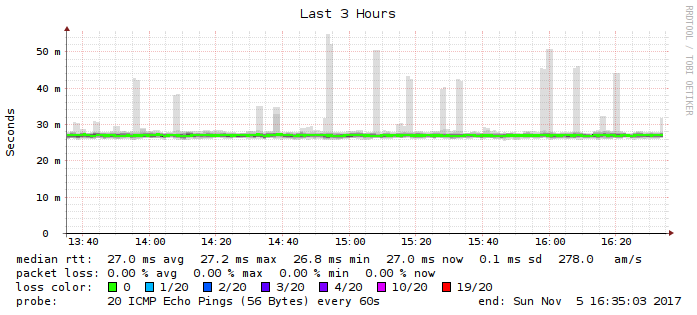 Last 3 Hours
RRDTOOL / TOBI OETIKER
Seconds
50 m
40 m
30 m
20 m
10 m
0
13:40 14:00 14:20 14:40 15:00 15:20 15:40 16:00 16:20
median rtt: 27.0 ms avg 27.2 ms max 26.8 ms min 27.0 ms now 0.1 ms sd 278.0 am/s
packet loss: 0.00 % avg 0.00 % max 0.00 % min 0.00 % now
loss color: 0 1/20 2/20 3/20 4/20 10/20 19/20
probe: 20 ICMP Echo Pings (56 Bytes) every 60s end: Sun Nov 5 16:35:03 2017